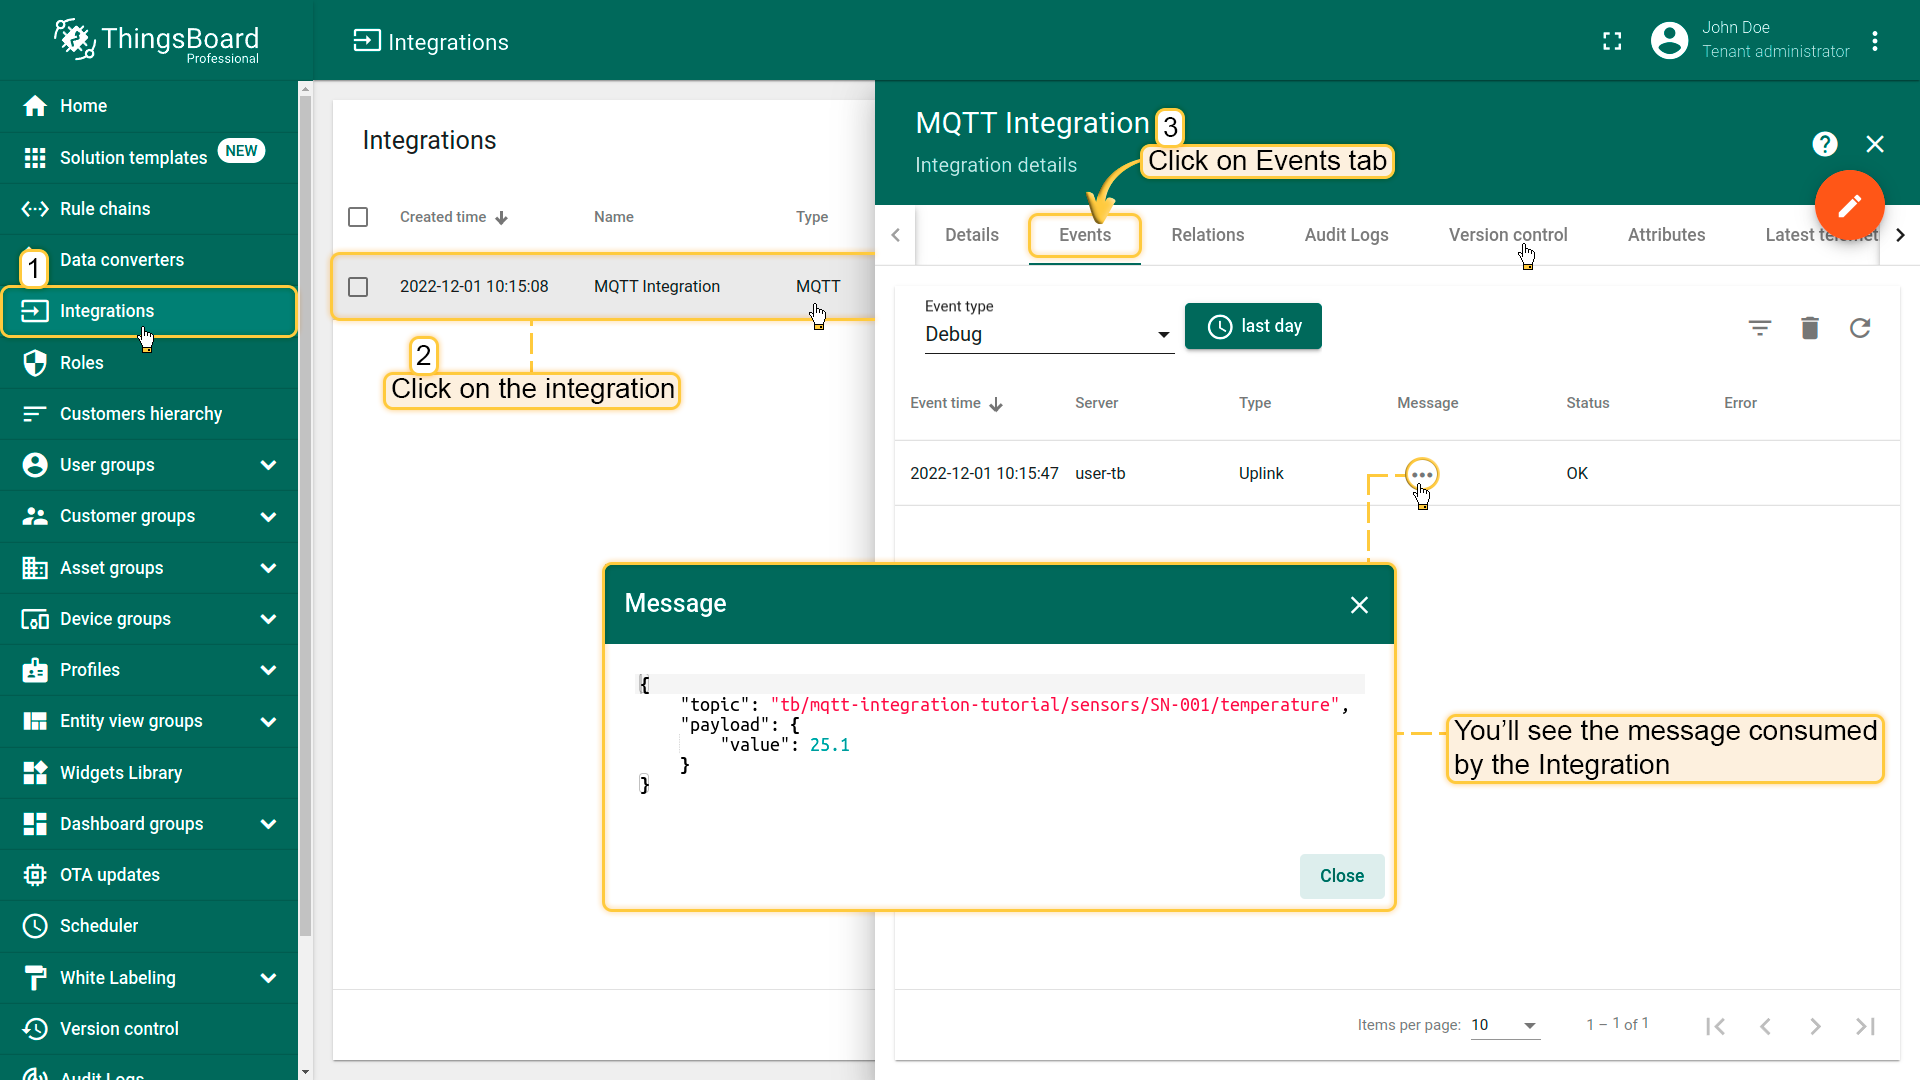 ThingsBoard
Professional
Integrations
John Doe
Tenant administrator
Home
Solution templates NEW
Rule chains
1
Data converters
Integrations
Roles
Customers hierarchy
User groups
Customer groups
Asset groups
Device groups
Profiles
Entity view groups
Widgets Library
Dashboard groups
OTA updates
Scheduler
White Labeling
Version control
Audit Logs
Integrations
Created time Name Type
2022-12-01 10:15:08 MQTT Integration MQTT
2
Click on the integration
MQTT Integration
3
Click on Events tab
Integration details
?
Details Events Relations Audit Logs Version control Attributes
Event type
Debug
last day
Event time Server Type Message Status Error
2022-12-01 10:15:47 user-tb Uplink OK
Message
{
"topic": "tb/mqtt-integration-tutorial/sensors/SN-001/temperature",
"payload": {
"value": 25.1
}
}
Close
You'll see the message consumed
by the Integration
Items per page: 10 1 – 1 of 1